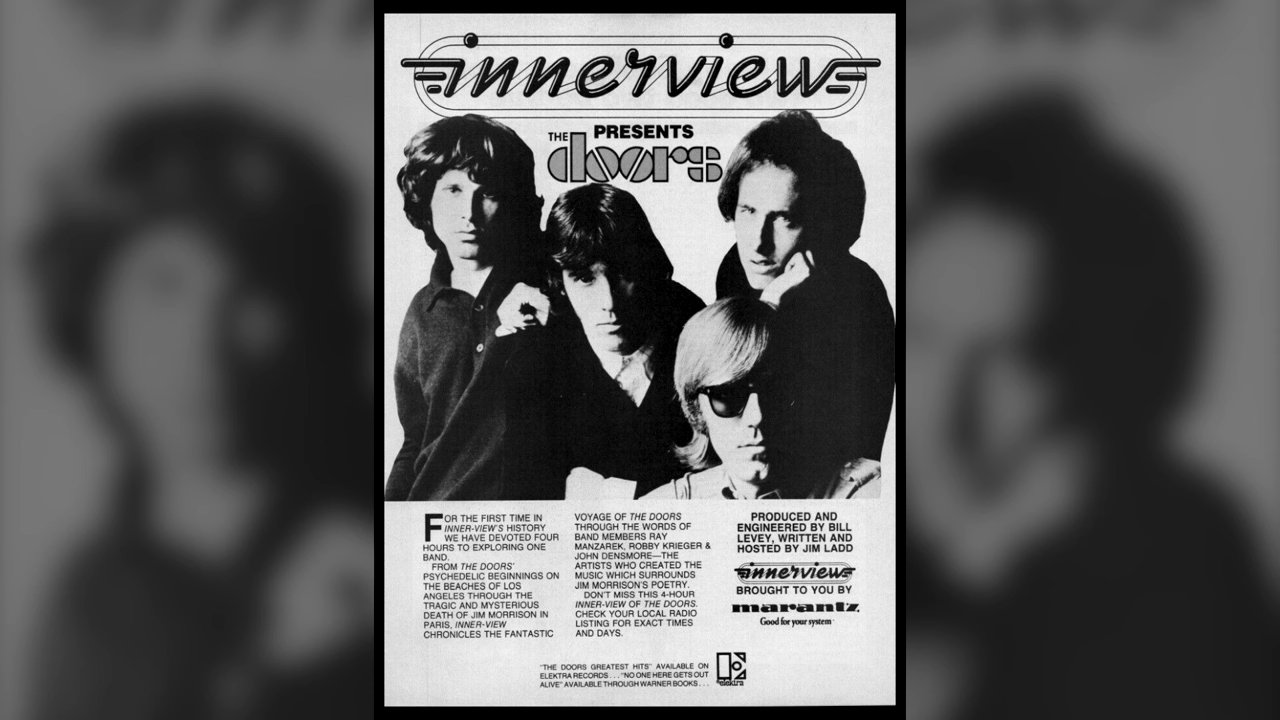 innerview
PRESENTS
THE doors
FOR THE FIRST TIME IN
INNER-VIEW'S HISTORY
WE HAVE DEVOTED FOUR
HOURS TO EXPLORING ONE
BAND.
FROM THE DOORS'
PSYCHEDELIC BEGINNINGS ON
THE BEACHES OF LOS
ANGELES THROUGH THE
TRAGIC AND MYSTERIOUS
DEATH OF JIM MORRISON IN
PARIS, INNER-VIEW
CHRONICLES THE FANTASTIC
VOYAGE OF THE DOORS
THROUGH THE WORDS OF
BAND MEMBERS RAY
MANZAREK, ROBBY KRIEGER &
JOHN DENSMORE—THE
ARTISTS WHO CREATED THE
MUSIC WHICH SURROUNDS
JIM MORRISON'S POETRY.
DON'T MISS THIS 4-HOUR
INNER-VIEW OF THE DOORS.
CHECK YOUR LOCAL RADIO
LISTING FOR EXACT TIMES
AND DAYS.
PRODUCED AND
ENGINEERED BY BILL
LEVEY, WRITTEN AND
HOSTED BY JIM LADD
innerview
BROUGHT TO YOU BY
marantz
Good for your system
"THE DOORS GREATEST HITS" AVAILABLE ON
ELEKTRA RECORDS . . . "NO ONE HERE GETS OUT
ALIVE" AVAILABLE THROUGH WARNER BOOKS . . .
elektra